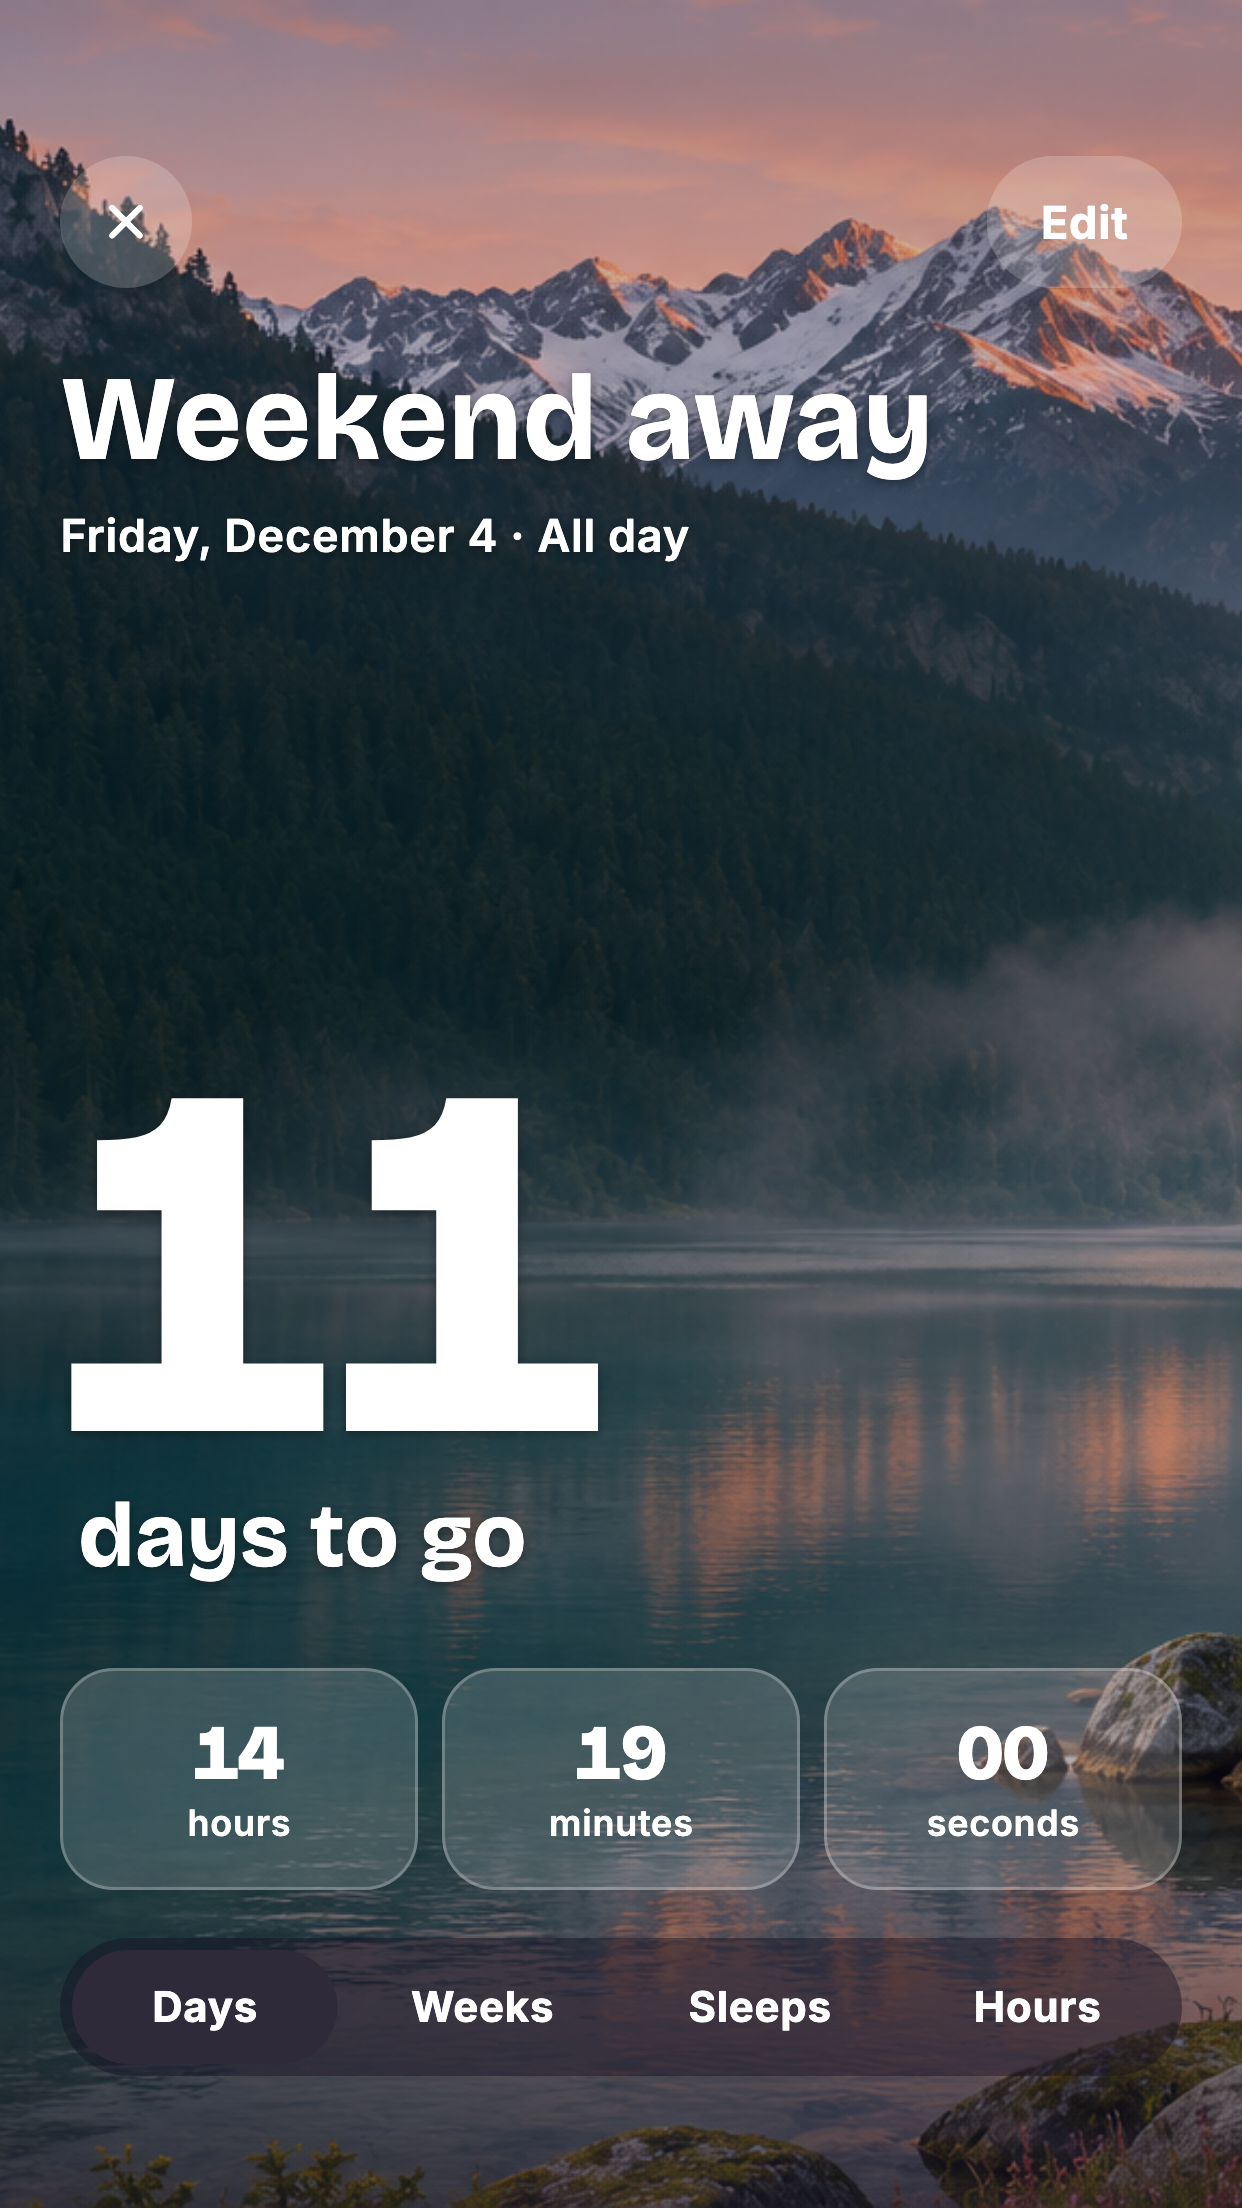 Edit
Weekend away
Friday, December 4 · All day
11
days to go
14 19 00
hours minutes seconds
Days Weeks Sleeps Hours